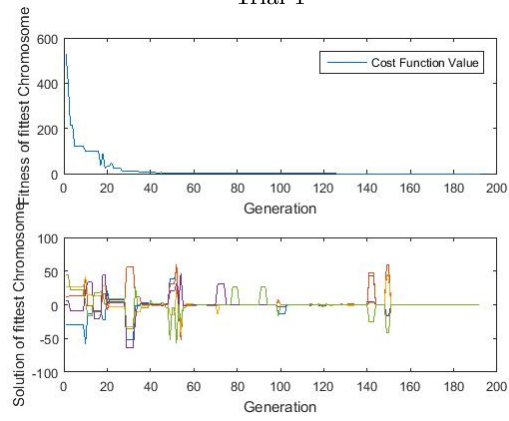 Trial 1
Fitness of fittest Chromosome
600
400
200
0
Cost Function Value
0 20 40 60 80 100 120 140 160 180 200
Generation
Solution of fittest Chromosome
100
50
0
-50
-100
0 20 40 60 80 100 120 140 160 180 200
Generation